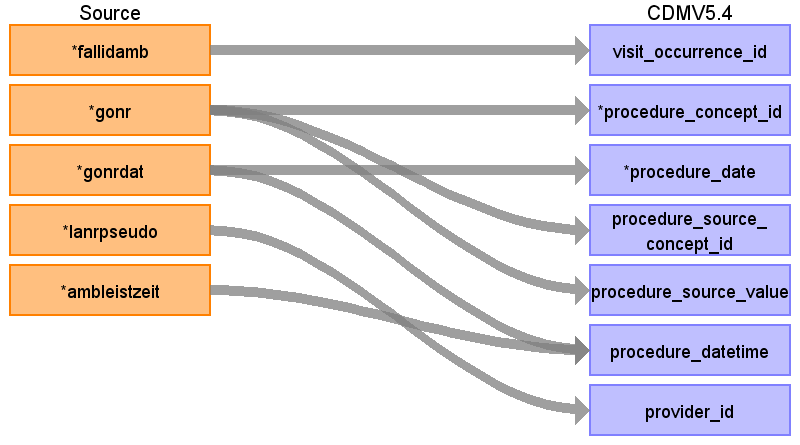 Source
CDMV5.4
*fallidamb
visit_occurrence_id
*gonr
*procedure_concept_id
*gonrdat
*procedure_date
*lanrpseudo
procedure_source_
concept_id
*ambleistzeit
procedure_source_value
procedure_datetime
provider_id